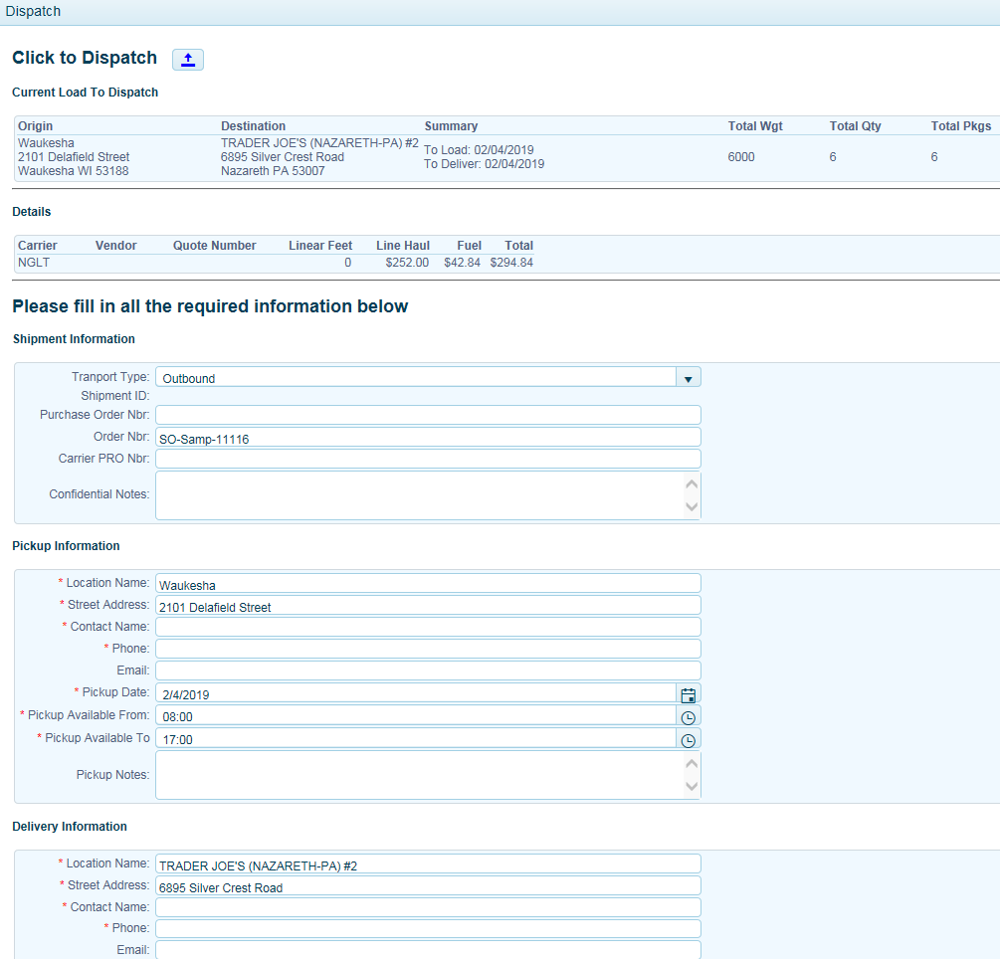 Dispatch
Click to Dispatch
Current Load To Dispatch
Origin Destination Summary Total Wgt Total Qty Total Pkgs
Waukesha TRADER JOE'S (NAZARETH-PA) #2
2101 Delafield Street 6895 Silver Crest Road
Waukesha WI 53188 Nazareth PA 53007
To Load: 02/04/2019
To Deliver: 02/04/2019
6000 6 6
Details
Carrier Vendor Quote Number Linear Feet Line Haul Fuel Total
NGLT 0 $252.00 $42.84 $294.84
Please fill in all the required information below
Shipment Information
Tranport Type: Outbound
Shipment ID:
Purchase Order Nbr:
Order Nbr: SO-Samp-11116
Carrier PRO Nbr:
Confidential Notes:
Pickup Information
* Location Name: Waukesha
* Street Address: 2101 Delafield Street
* Contact Name:
* Phone:
Email:
* Pickup Date: 2/4/2019
* Pickup Available From: 08:00
* Pickup Available To 17:00
Pickup Notes:
Delivery Information
* Location Name: TRADER JOE'S (NAZARETH-PA) #2
* Street Address: 6895 Silver Crest Road
* Contact Name:
* Phone:
Email: